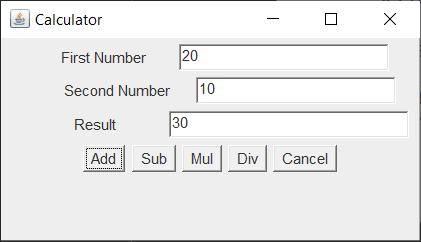 Calculator
First Number 20
Second Number 10
Result 30
Add Sub Mul Div Cancel